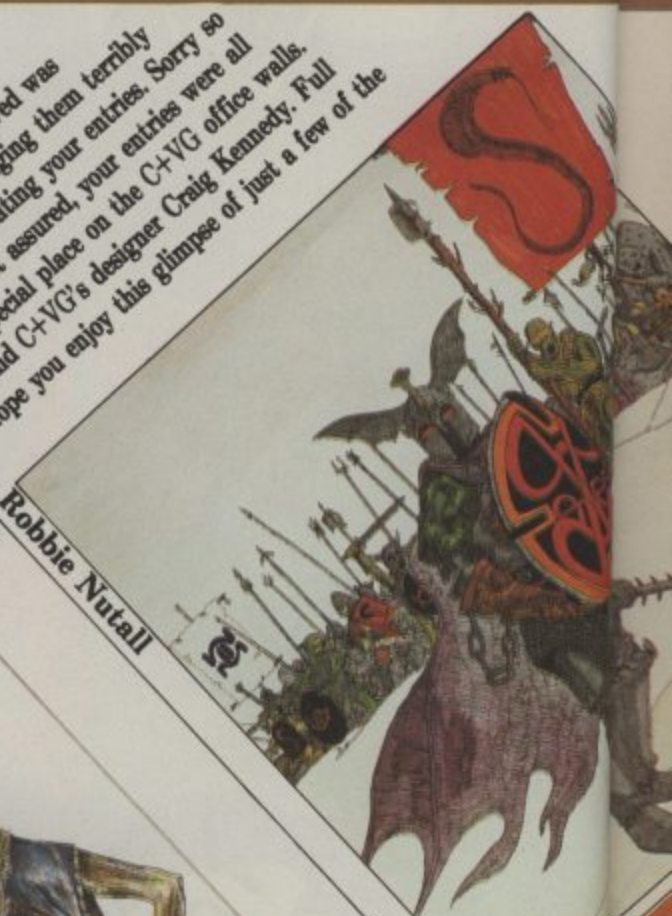 ed was
ging them terribly
iting your entries. Sorry so
assured, your entries were all
ecial place on the C+VG office walls.
nd C+VG's designer Craig Kennedy. Full
ope you enjoy this glimpse of just a few of the
Robbie Nutall